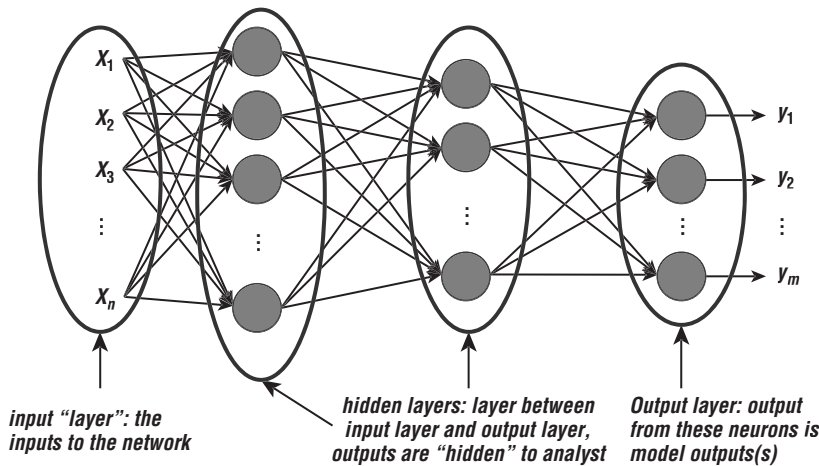 X1
X2
X3
⋮
Xn
⋮
⋮
⋮
y1
y2
⋮
ym
input “layer”: the
inputs to the network
hidden layers: layer between
input layer and output layer,
outputs are “hidden” to analyst
Output layer: output
from these neurons is
model outputs(s)